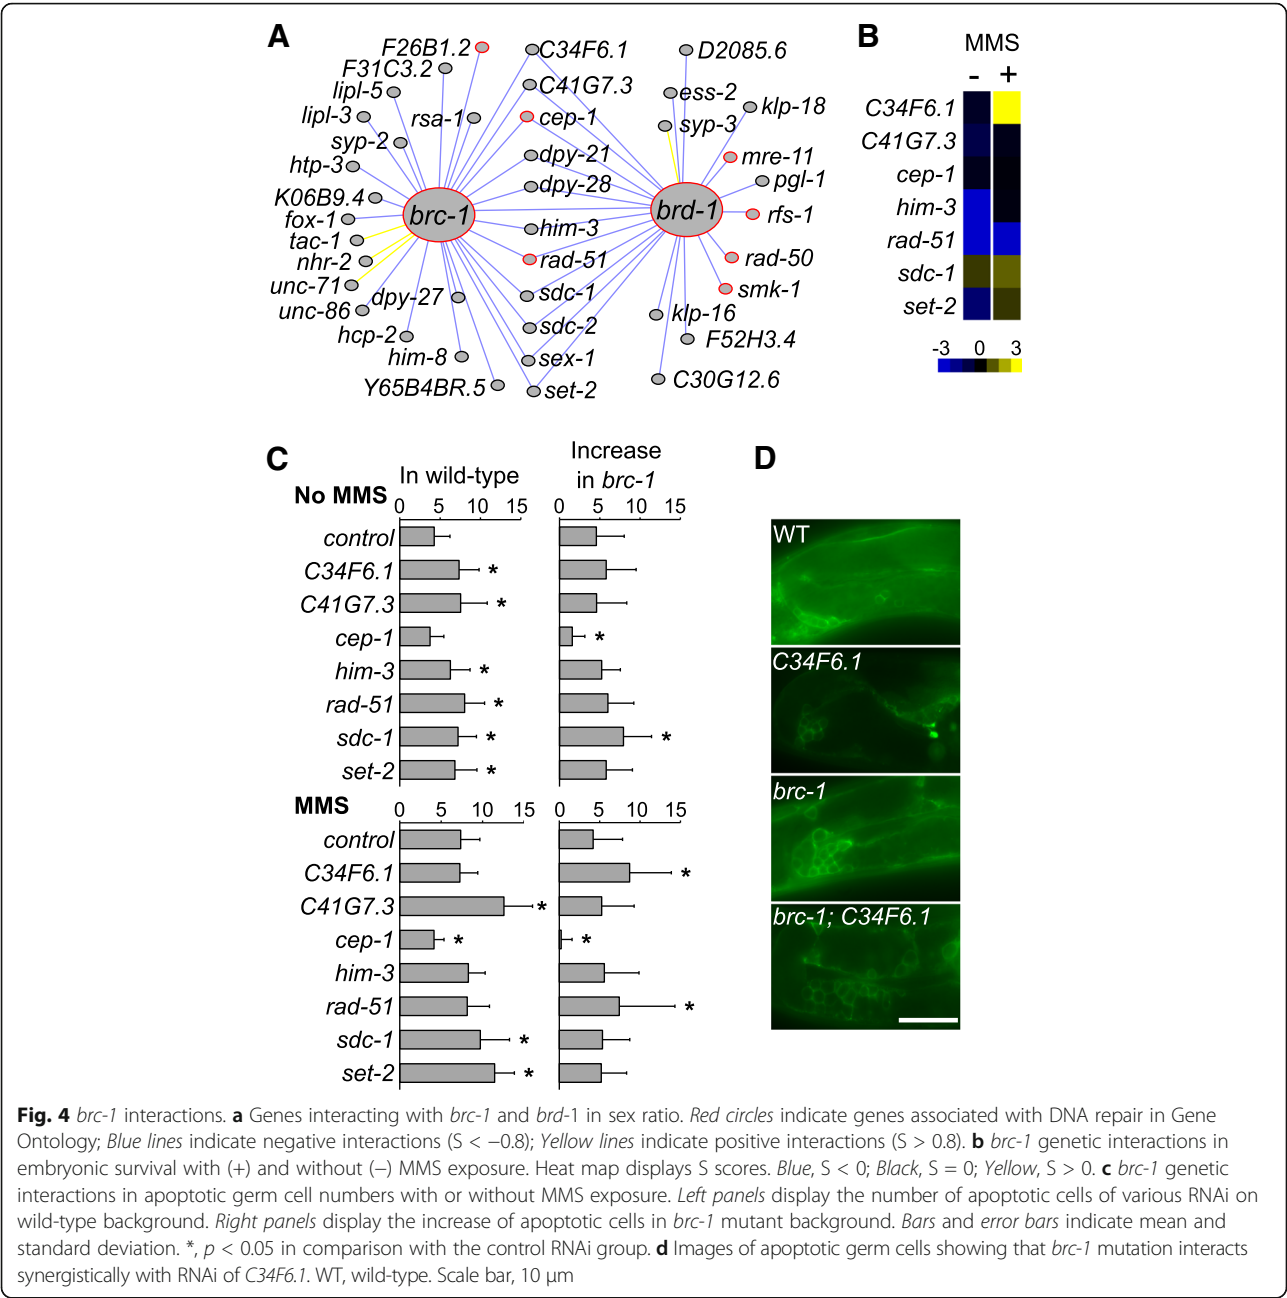 A
F26B1.2
F31C3.2
lipl-5
lipl-3
rsa-1
syp-2
htp-3
K06B9.4
fox-1
tac-1
nhr-2
unc-71
unc-86
dpy-27
hcp-2
him-8
Y65B4BR.5
brc-1
C34F6.1
C41G7.3
cep-1
dpy-21
dpy-28
him-3
rad-51
sdc-1
sdc-2
sex-1
set-2
brd-1
D2085.6
ess-2
klp-18
syp-3
mre-11
pgl-1
rfs-1
rad-50
smk-1
klp-16
F52H3.4
C30G12.6
B
MMS
- +
C34F6.1
C41G7.3
cep-1
him-3
rad-51
sdc-1
set-2
-3 0 3
C
In wild-type
Increase
in brc-1
No MMS
0 5 10 15 0 5 10 15
control
C34F6.1 *
C41G7.3 *
cep-1 *
him-3 *
rad-51 *
sdc-1 * *
set-2 *
MMS
0 5 10 15 0 5 10 15
control
C34F6.1 *
C41G7.3 *
cep-1 * *
him-3
rad-51 *
sdc-1 *
set-2 *
D
WT
C34F6.1
brc-1
brc-1; C34F6.1
Fig. 4 brc-1 interactions. a Genes interacting with brc-1 and brd-1 in sex ratio. Red circles indicate genes associated with DNA repair in Gene
Ontology; Blue lines indicate negative interactions (S < −0.8); Yellow lines indicate positive interactions (S > 0.8). b brc-1 genetic interactions in
embryonic survival with (+) and without (−) MMS exposure. Heat map displays S scores. Blue, S < 0; Black, S = 0; Yellow, S > 0. c brc-1 genetic
interactions in apoptotic germ cell numbers with or without MMS exposure. Left panels display the number of apoptotic cells of various RNAi on
wild-type background. Right panels display the increase of apoptotic cells in brc-1 mutant background. Bars and error bars indicate mean and
standard deviation. *, p < 0.05 in comparison with the control RNAi group. d Images of apoptotic germ cells showing that brc-1 mutation interacts
synergistically with RNAi of C34F6.1. WT, wild-type. Scale bar, 10 μm